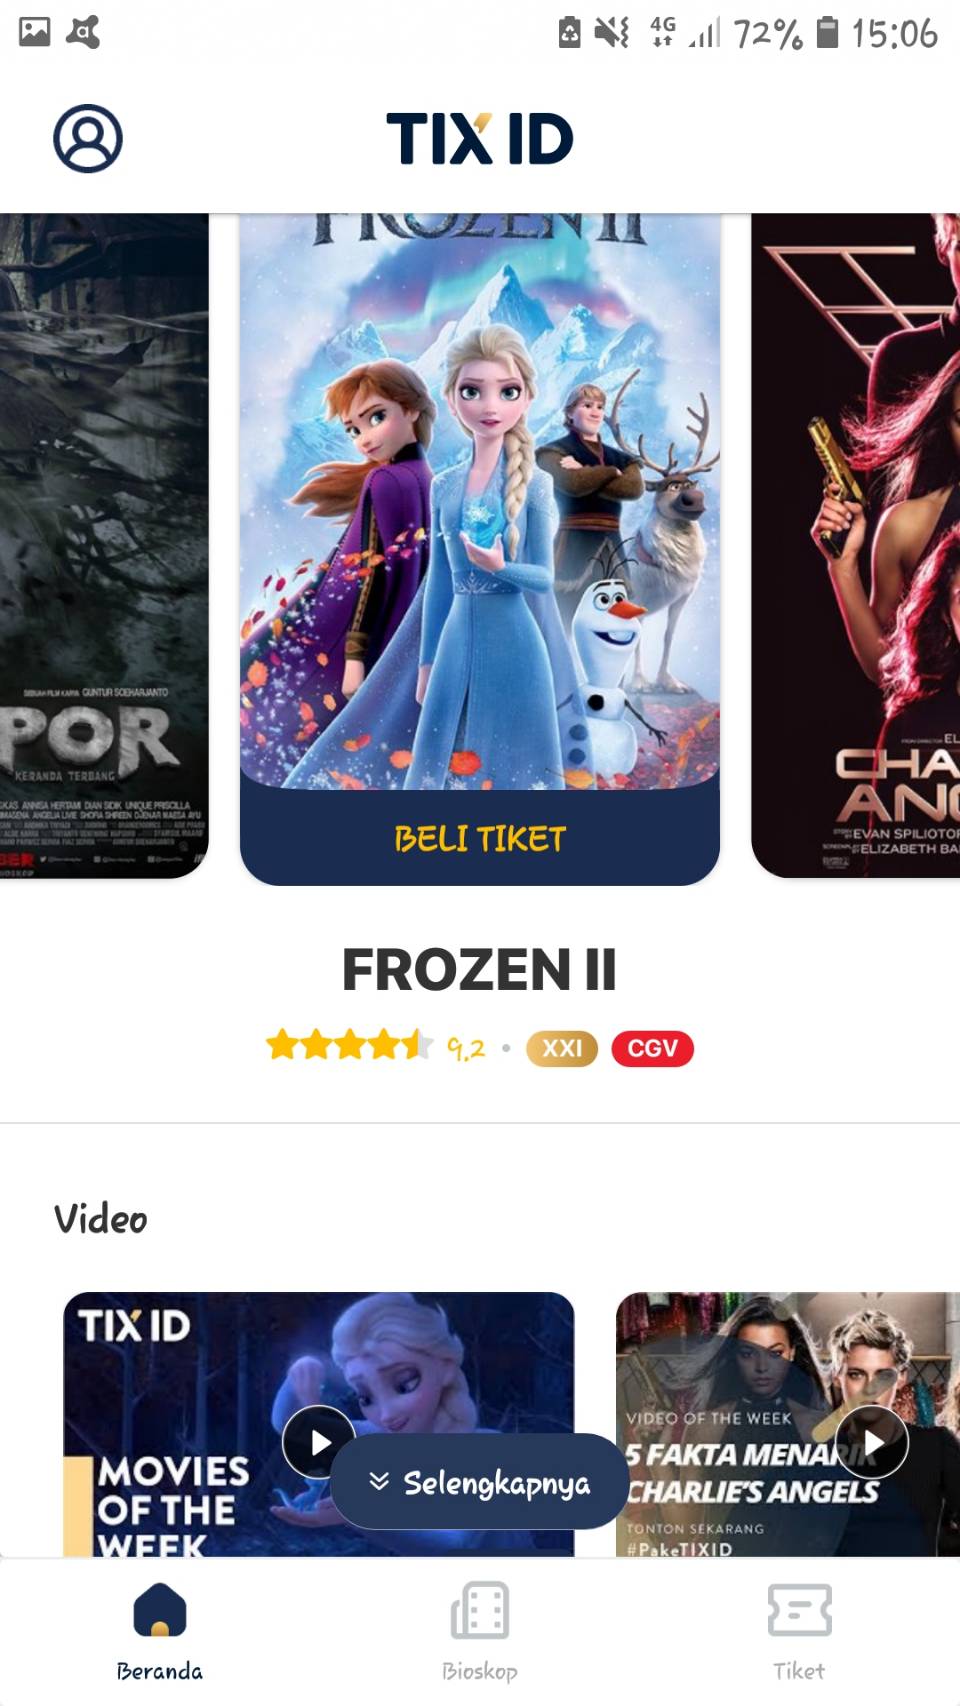 4G 72% 15:06
TIX ID
FROZEN II
SEBUAH FILM KARYA GUNTUR SOEHARJANTO
POR
KERANDA TERBANG
BELI TIKET
CHA
ANG
EVAN SPILIOTO
ELIZABETH BA
FROZEN II
9,2 • XXI CGV
Video
TIX ID
MOVIES
OF THE
WEEK
VIDEO OF THE WEEK
5 FAKTA MENARIK
CHARLIE'S ANGELS
TONTON SEKARANG
#PakeTIXID
Selengkapnya
Beranda
Bioskop
Tiket